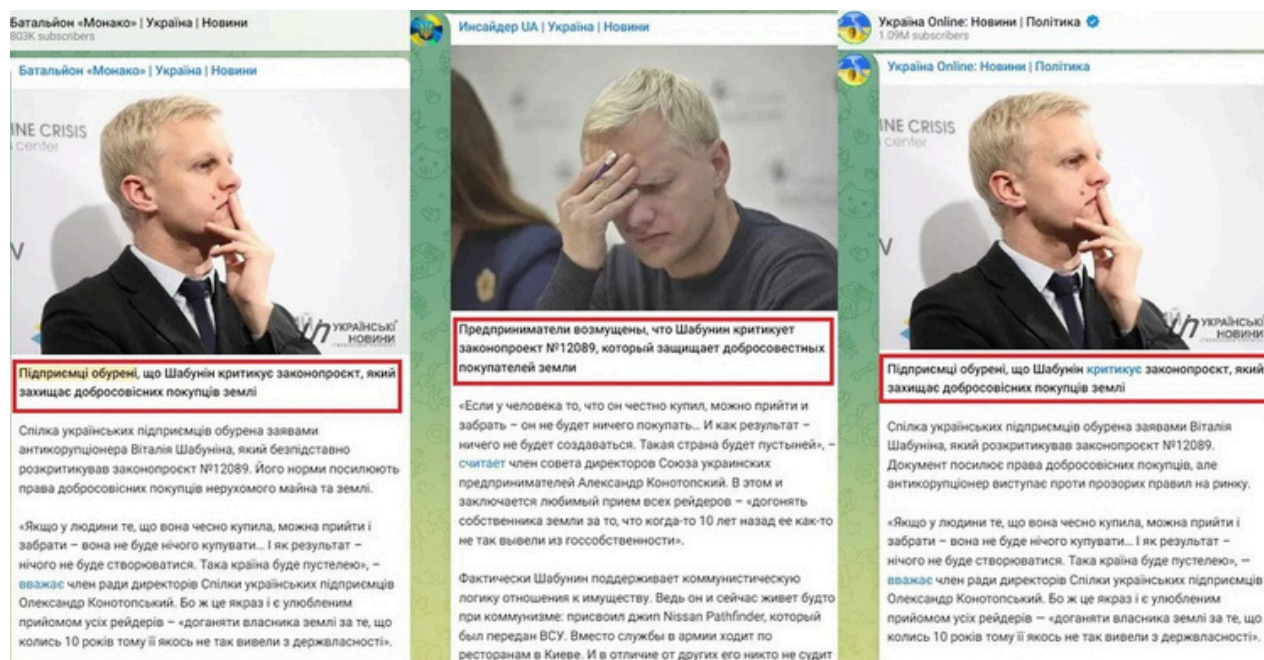 Батальйон «Монако» | Україна | Новини
803K subscribers
Батальйон «Монако» | Україна | Новини
INE CRISIS
center
УКРАЇНСЬКІ
НОВИНИ
Підприємці обурені, що Шабунін критикує законопроєкт, який
захищає добросовісних покупців землі
Спілка українських підприємців обурена заявами
антикорупціонера Віталія Шабуніна, який безпідставно
розкритикував законопроєкт №12089. Його норми посилюють
права добросовісних покупців нерухомого майна та землі.
«Якщо у людини те, що вона чесно купила, можна прийти і
забрати – вона не буде нічого купувати... І як результат –
нічого не буде створюватися. Така країна буде пустелею», –
вважає член ради директорів Спілки українських підприємців
Олександр Конотопський. Бо ж це якраз і є улюбленим
прийомом усіх рейдерів – «доганяти власника землі за те, що
колись 10 років тому її якось не так вивели з держвласності».
Инсайдер UA | Україна | Новини
Предприниматели возмущены, что Шабунин критикует
законопроект №12089, который защищает добросовестных
покупателей земли
«Если у человека то, что он честно купил, можно прийти и
забрать – он не будет ничего покупать... И как результат –
ничего не будет создаваться. Такая страна будет пустыней», –
считает член совета директоров Союза украинских
предпринимателей Александр Конотопский. В этом и
заключается любимый прием всех рейдеров – «догонять
собственника земли за то, что когда-то 10 лет назад ее как-то
не так вывели из госсобственности».
Фактически Шабунин поддерживает коммунистическую
логику отношения к имуществу. Ведь он и сейчас живет будто
при коммунизме: присвоил джип Nissan Pathfinder, который
был передан ВСУ. Вместо службы в армии ходит по
ресторанам в Киеве. И в отличие от других его никто не судит
Україна Online: Новини | Політика
1.09M subscribers
Україна Online: Новини | Політика
INE CRISIS
center
УКРАЇНСЬКІ
НОВИНИ
Підприємці обурені, що Шабунін критикує законопроєкт, який
захищає добросовісних покупців землі
Спілка українських підприємців обурена заявами Віталія
Шабуніна, який розкритикував законопроєкт №12089.
Документ посилює права добросовісних покупців, але
антикорупціонер виступає проти прозорих правил на ринку.
«Якщо у людини те, що вона чесно купила, можна прийти і
забрати – вона не буде нічого купувати... І як результат –
нічого не буде створюватися. Така країна буде пустелею», —
вважає член ради директорів Спілки українських підприємців
Олександр Конотопський. Бо ж це якраз і є улюбленим
прийомом усіх рейдерів — «доганяти власника землі за те, що
колись 10 років тому її якось не так вивели з держвласності».